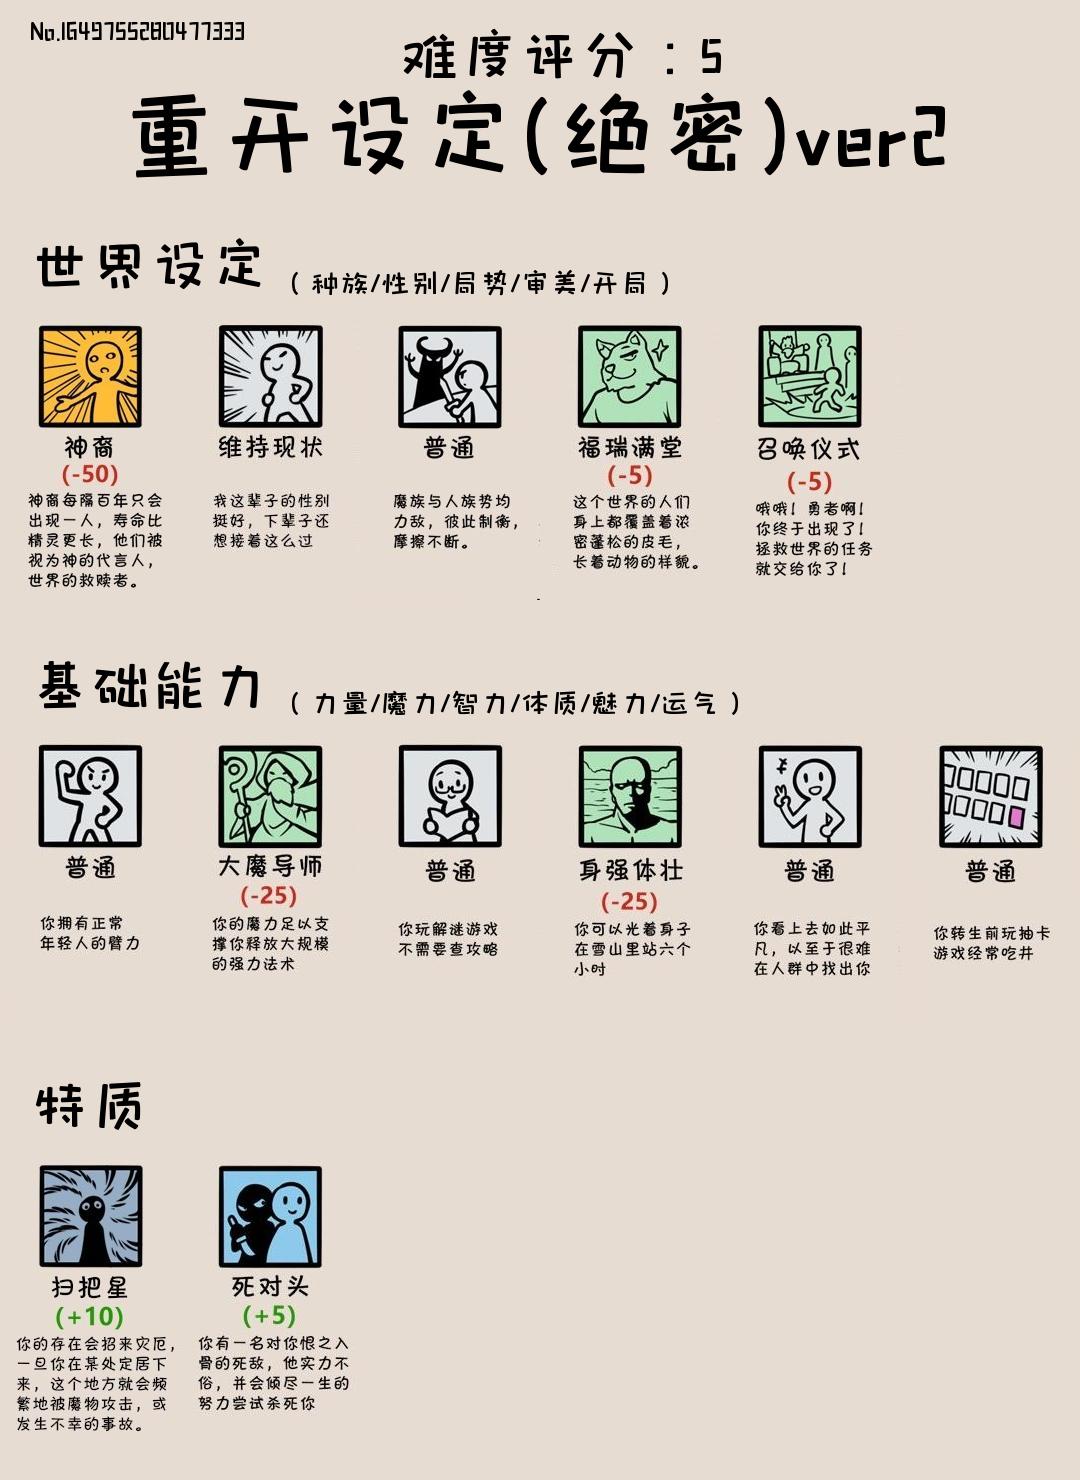 No.1649755280477333
难度评分：5
重开设定(绝密)ver2
世界设定（种族/性别/局势/审美/开局）
神裔
(-50)
神裔每隔百年只会
出现一人，寿命比
精灵更长，他们被
视为神的代言人，
世界的救赎者。
维持现状
我这辈子的性别
挺好，下辈子还
想接着这么过
普通
魔族与人族势均
力敌，彼此制衡，
摩擦不断。
福瑞满堂
(-5)
这个世界的人们
身上都覆盖着浓
密蓬松的皮毛，
长着动物的样貌。
召唤仪式
(-5)
哦哦！勇者啊！
你终于出现了！
拯救世界的任务
就交给你了！
基础能力（力量/魔力/智力/体质/魅力/运气）
普通
你拥有正常
年轻人的臂力
大魔导师
(-25)
你的魔力足以支
撑你释放大规模
的强力法术
普通
你玩解谜游戏
不需要查攻略
身强体壮
(-25)
你可以光着身子
在雪山里站六个
小时
普通
你看上去如此平
凡，以至于很难
在人群中找出你
普通
你转生前玩抽卡
游戏经常吃井
特质
扫把星
(+10)
你的存在会招来灾厄，
一旦你在某处定居下
来，这个地方就会频
繁地被魔物攻击，或
发生不幸的事故。
死对头
(+5)
你有一名对你恨之入
骨的死敌，他实力不
俗，并会倾尽一生的
努力尝试杀死你